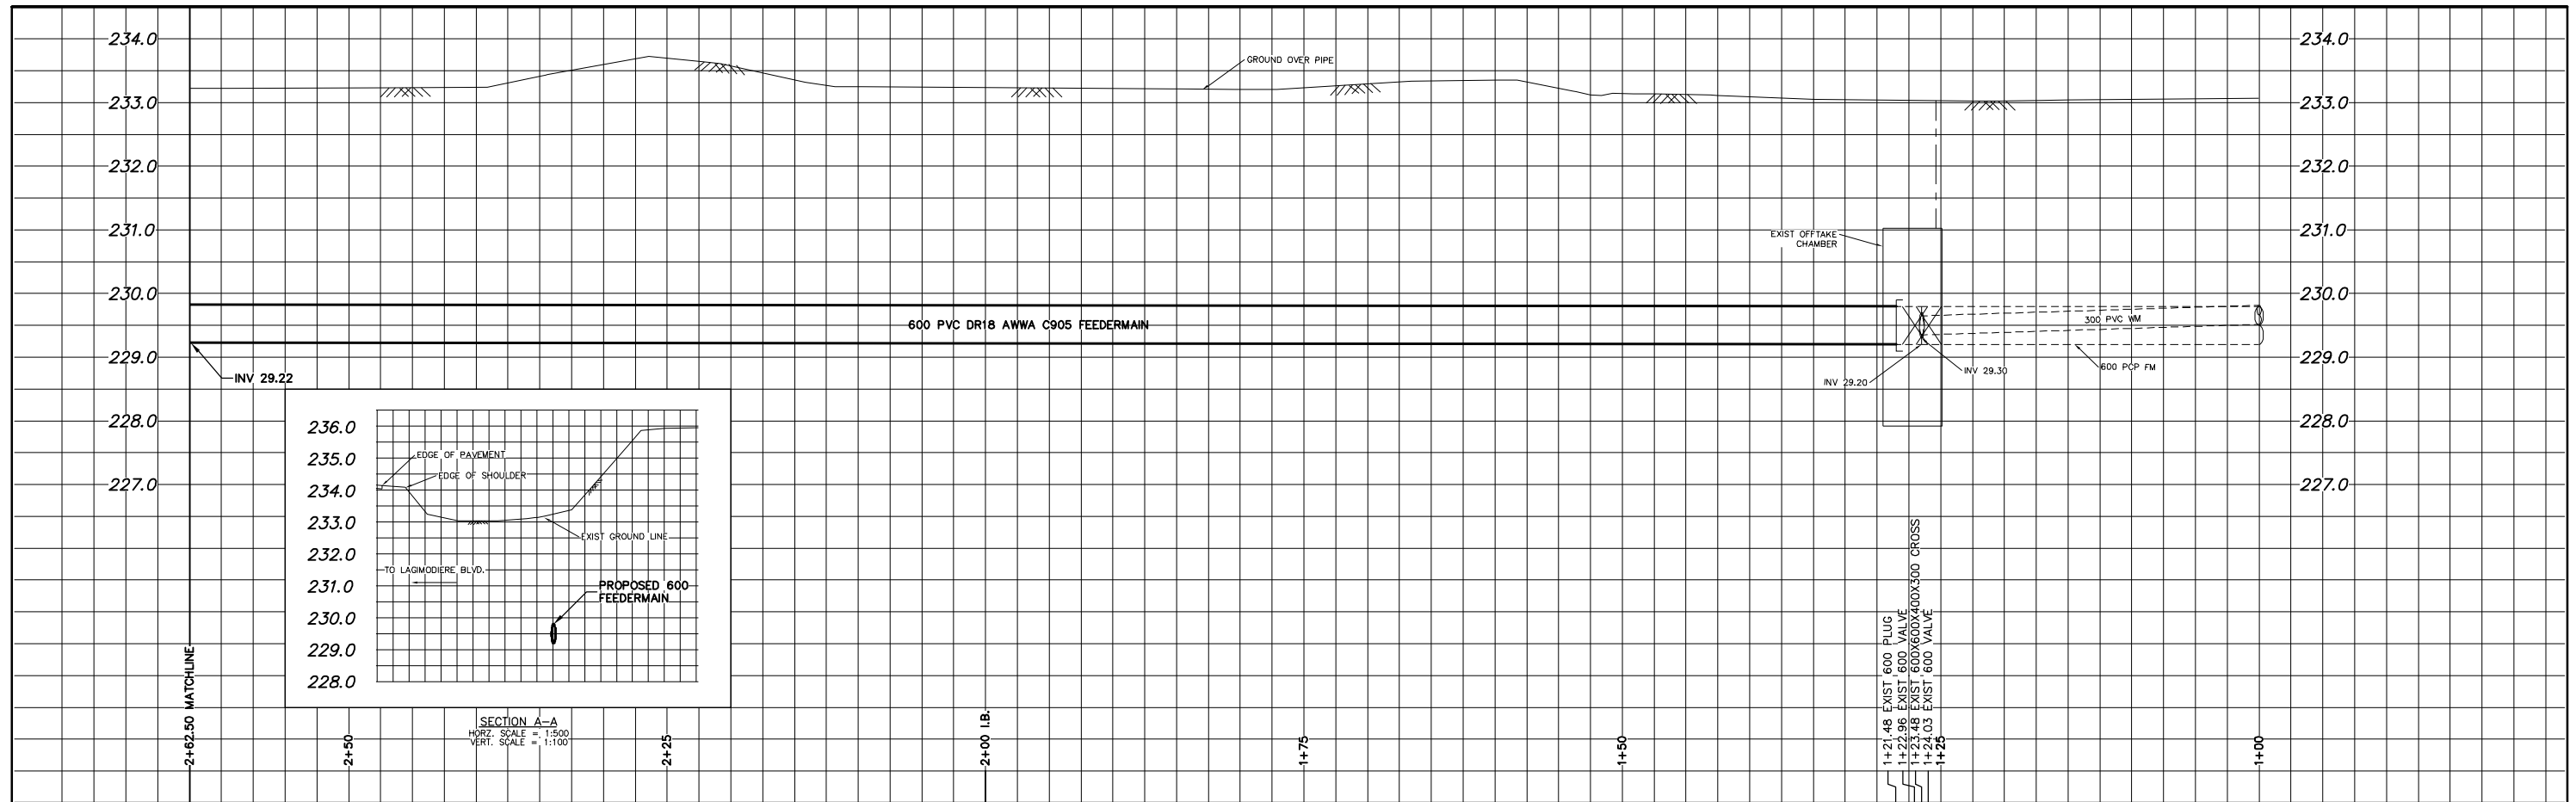 234.0
234.0
GROUND OVER PIPE
233.0
233.0
232.0
232.0
231.0
231.0
EXIST OFFTAKE
CHAMBER
230.0
230.0
600 PVC DR18 AWWA C905 FEEDERMAIN
300 PVC WM
229.0
229.0
INV 29.22
INV 29.20
INV 29.30
600 PCP FM
228.0
228.0
227.0
227.0
236.0
235.0
234.0
233.0
232.0
231.0
230.0
229.0
228.0
EDGE OF PAVEMENT
EDGE OF SHOULDER
EXIST GROUND LINE
TO LAGIMODIERE BLVD.
PROPOSED 600
FEEDERMAIN
SECTION A-A
HORZ. SCALE = 1:500
VERT. SCALE = 1:100
2+62.50 MATCHLINE
2+50
2+25
2+00 I.B.
1+75
1+50
1+21.48 EXIST 600 PLUG
1+22.96 EXIST 600 VALVE
1+23.48 EXIST 600X600X400X300 CROSS
1+24.03 EXIST 600 VALVE
1+25
1+00